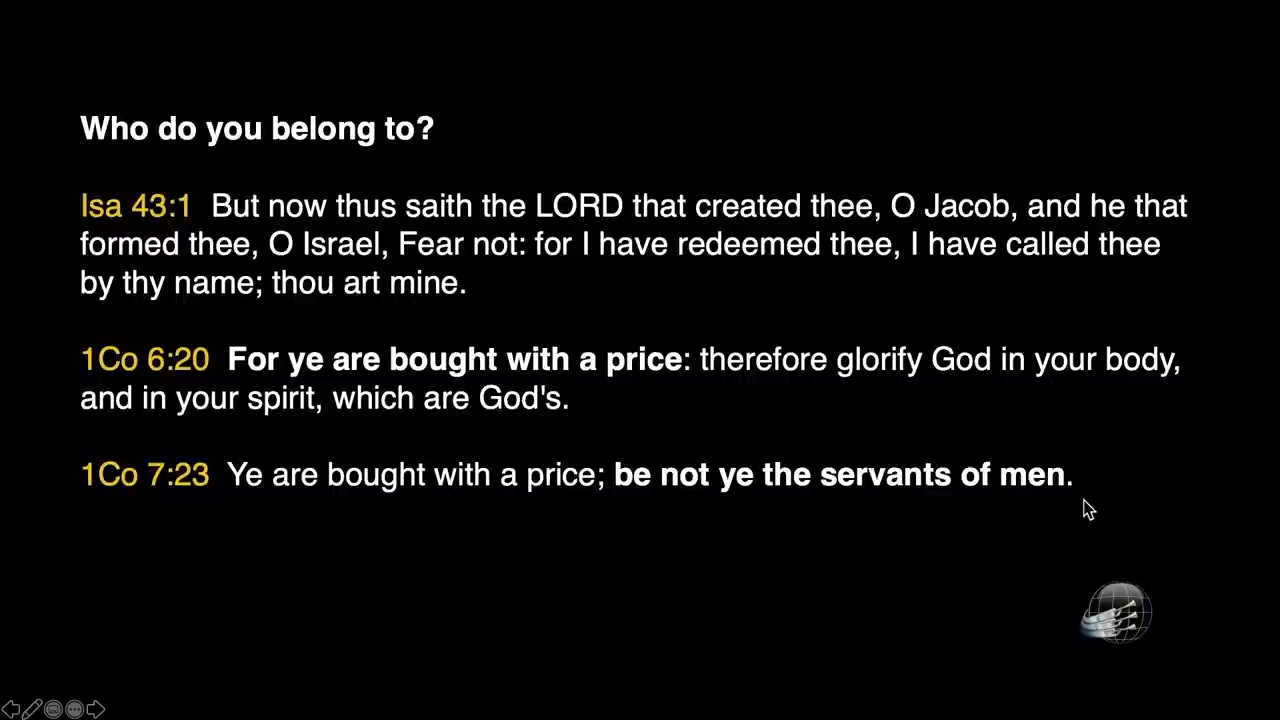 Who do you belong to?
Isa 43:1 But now thus saith the LORD that created thee, O Jacob, and he that
formed thee, O Israel, Fear not: for I have redeemed thee, I have called thee
by thy name; thou art mine.
1Co 6:20 For ye are bought with a price: therefore glorify God in your body,
and in your spirit, which are God's.
1Co 7:23 Ye are bought with a price; be not ye the servants of men.